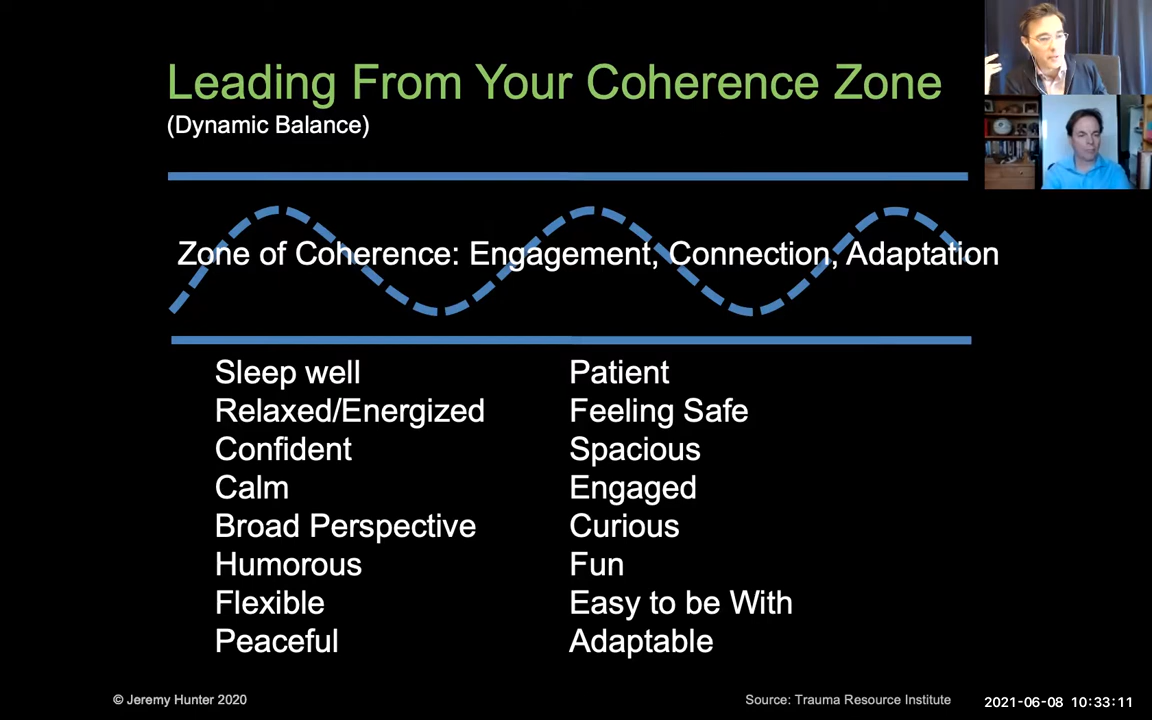 Leading From Your Coherence Zone
(Dynamic Balance)
Zone of Coherence: Engagement, Connection, Adaptation
Sleep well
Relaxed/Energized
Confident
Calm
Broad Perspective
Humorous
Flexible
Peaceful
Patient
Feeling Safe
Spacious
Engaged
Curious
Fun
Easy to be With
Adaptable
© Jeremy Hunter 2020
Source: Trauma Resource Institute
2021-06-08 10:33:11